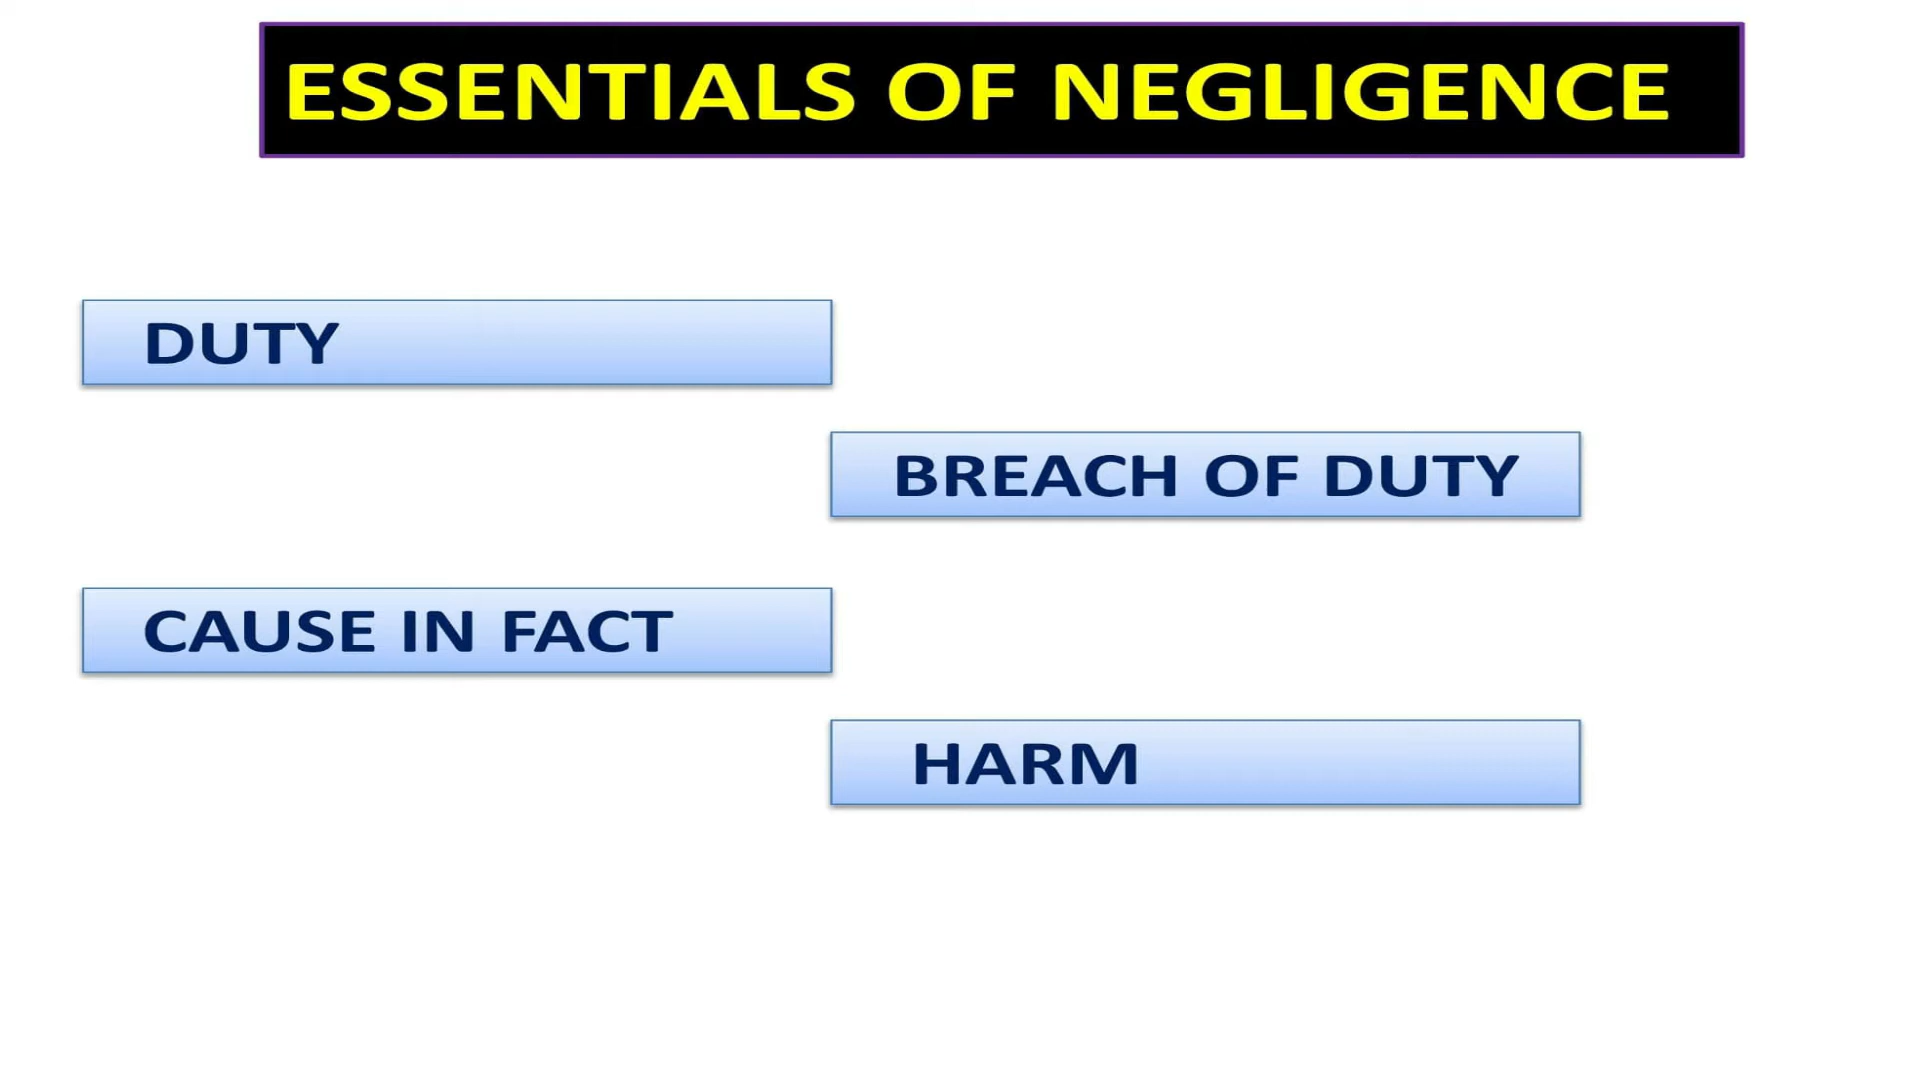 ESSENTIALS OF NEGLIGENCE
DUTY
BREACH OF DUTY
CAUSE IN FACT
HARM